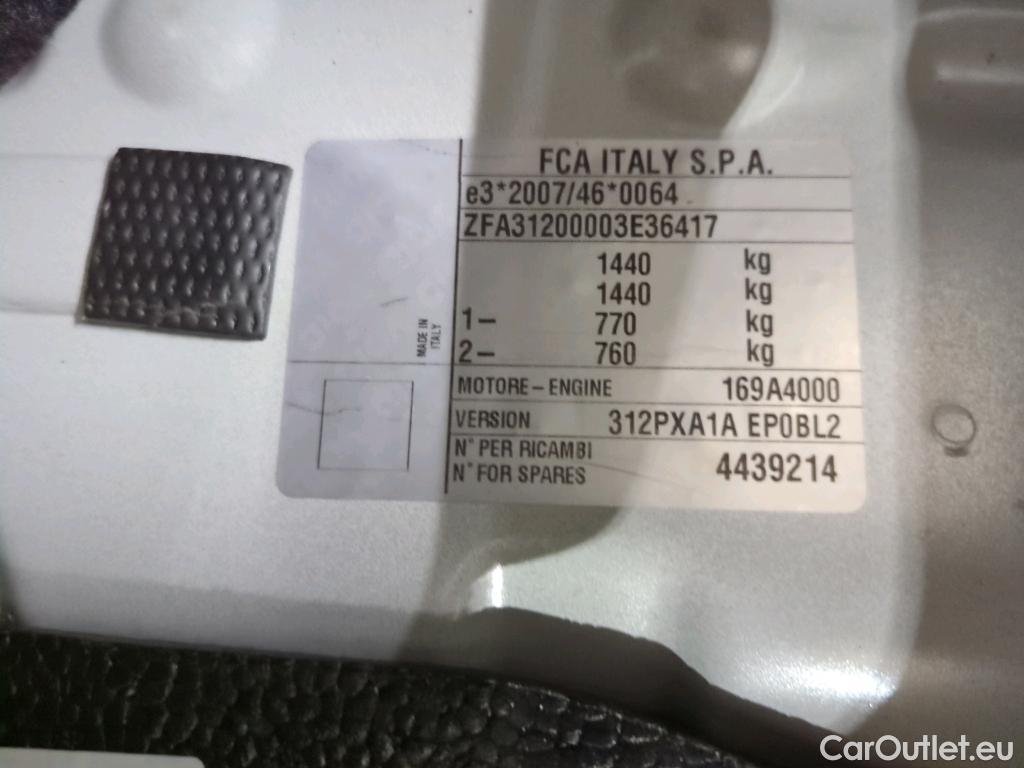 FCA ITALY S.P.A.
e3*2007/46*0064
ZFA31200003E36417
1440 kg
1440 kg
1- 770 kg
2- 760 kg
MADE IN
ITALY
MOTORE-ENGINE 169A4000
VERSION 312PXA1A EP0BL2
N° PER RICAMBI
N° FOR SPARES 4439214
CarOutlet.eu